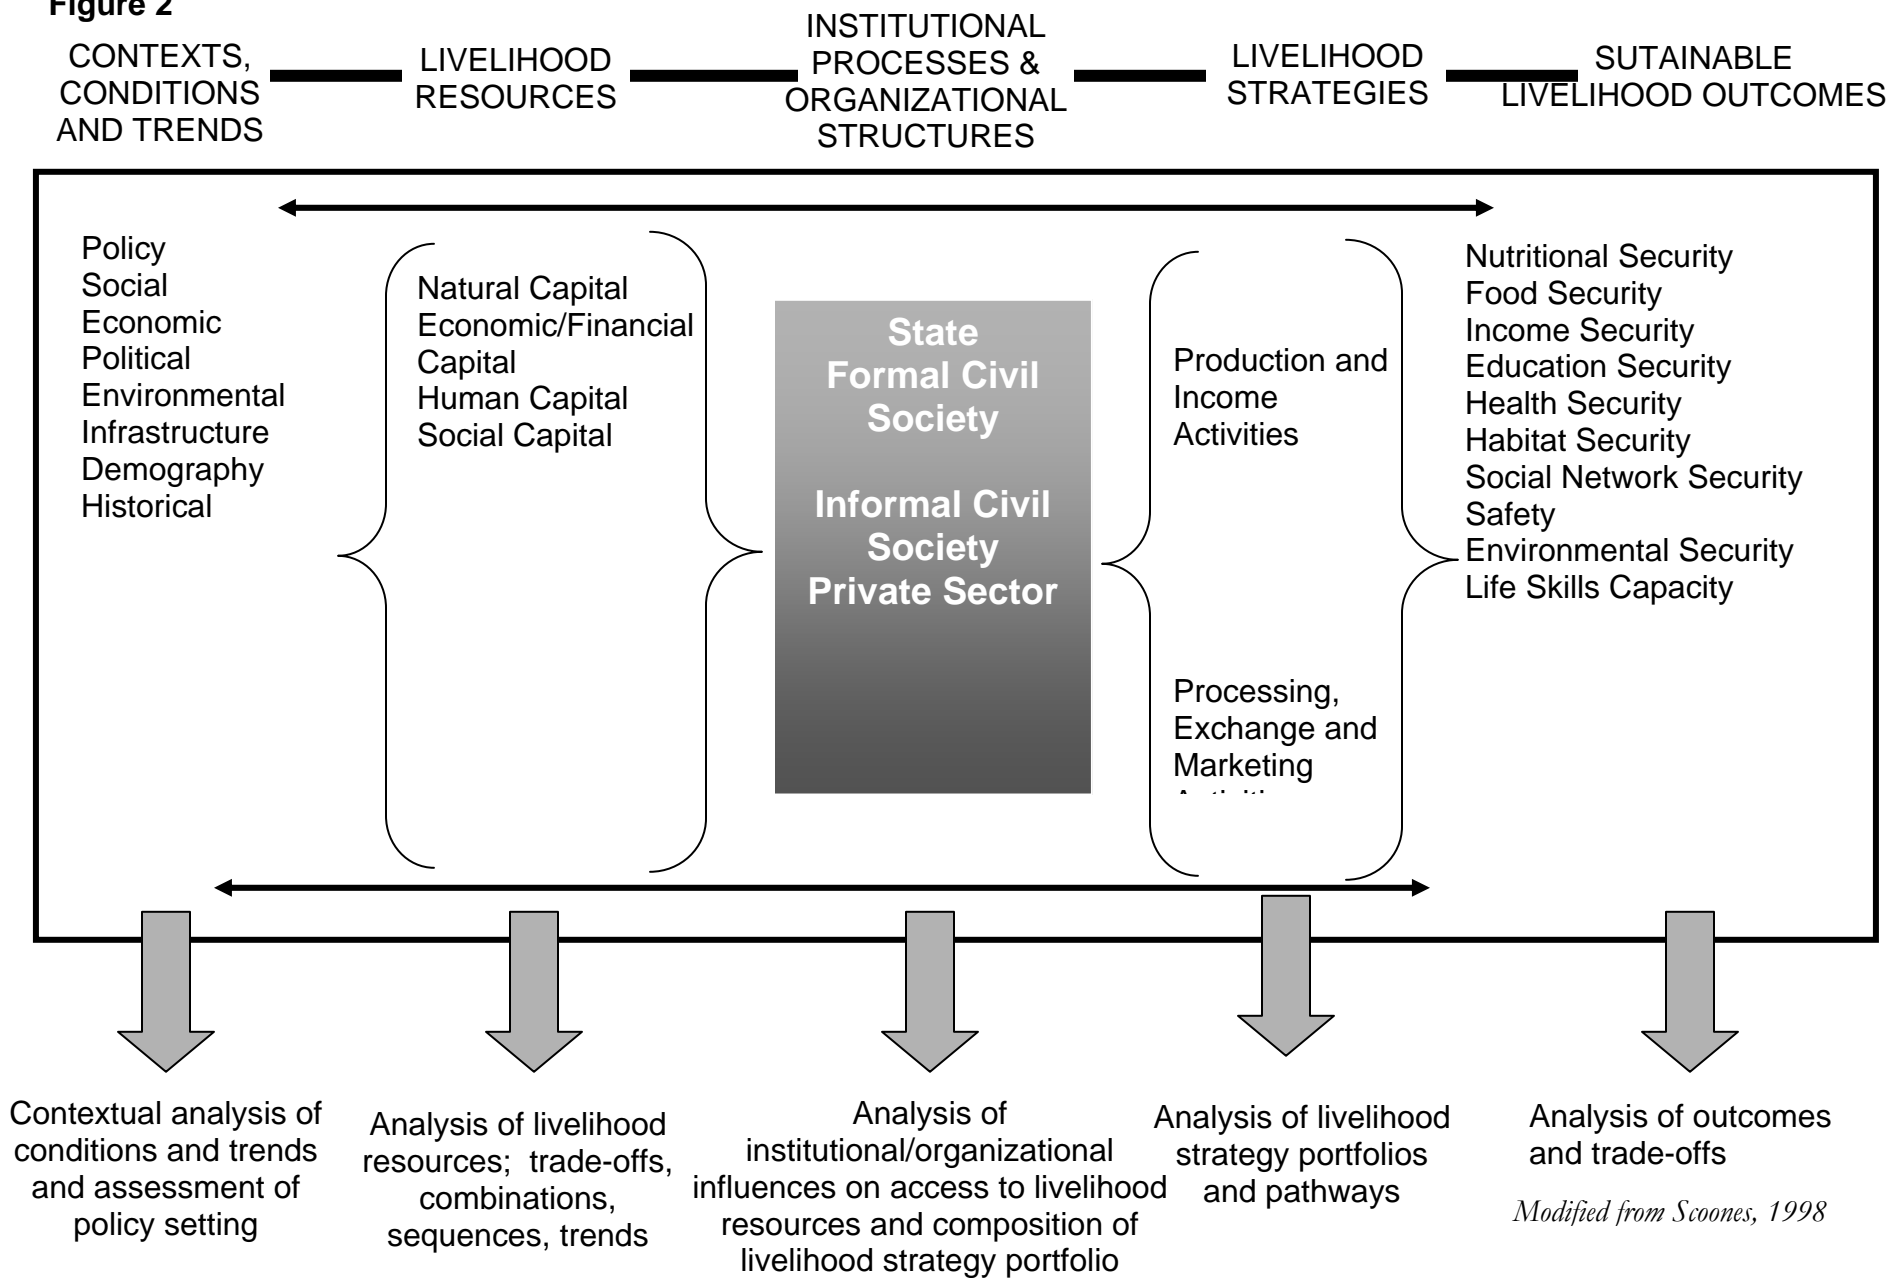 Figure 2
CONTEXTS,
CONDITIONS
AND TRENDS
LIVELIHOOD
RESOURCES
INSTITUTIONAL
PROCESSES &
ORGANIZATIONAL
STRUCTURES
LIVELIHOOD
STRATEGIES
SUTAINABLE
LIVELIHOOD OUTCOMES
Policy
Social
Economic
Political
Environmental
Infrastructure
Demography
Historical
Natural Capital
Economic/Financial
Capital
Human Capital
Social Capital
State
Formal Civil
Society
Informal Civil
Society
Private Sector
Production and
Income
Activities
Processing,
Exchange and
Marketing
Nutritional Security
Food Security
Income Security
Education Security
Health Security
Habitat Security
Social Network Security
Safety
Environmental Security
Life Skills Capacity
Contextual analysis of
conditions and trends
and assessment of
policy setting
Analysis of livelihood
resources; trade-offs,
combinations,
sequences, trends
Analysis of
institutional/organizational
influences on access to livelihood
resources and composition of
livelihood strategy portfolio
Analysis of livelihood
strategy portfolios
and pathways
Analysis of outcomes
and trade-offs
Modified from Scoones, 1998